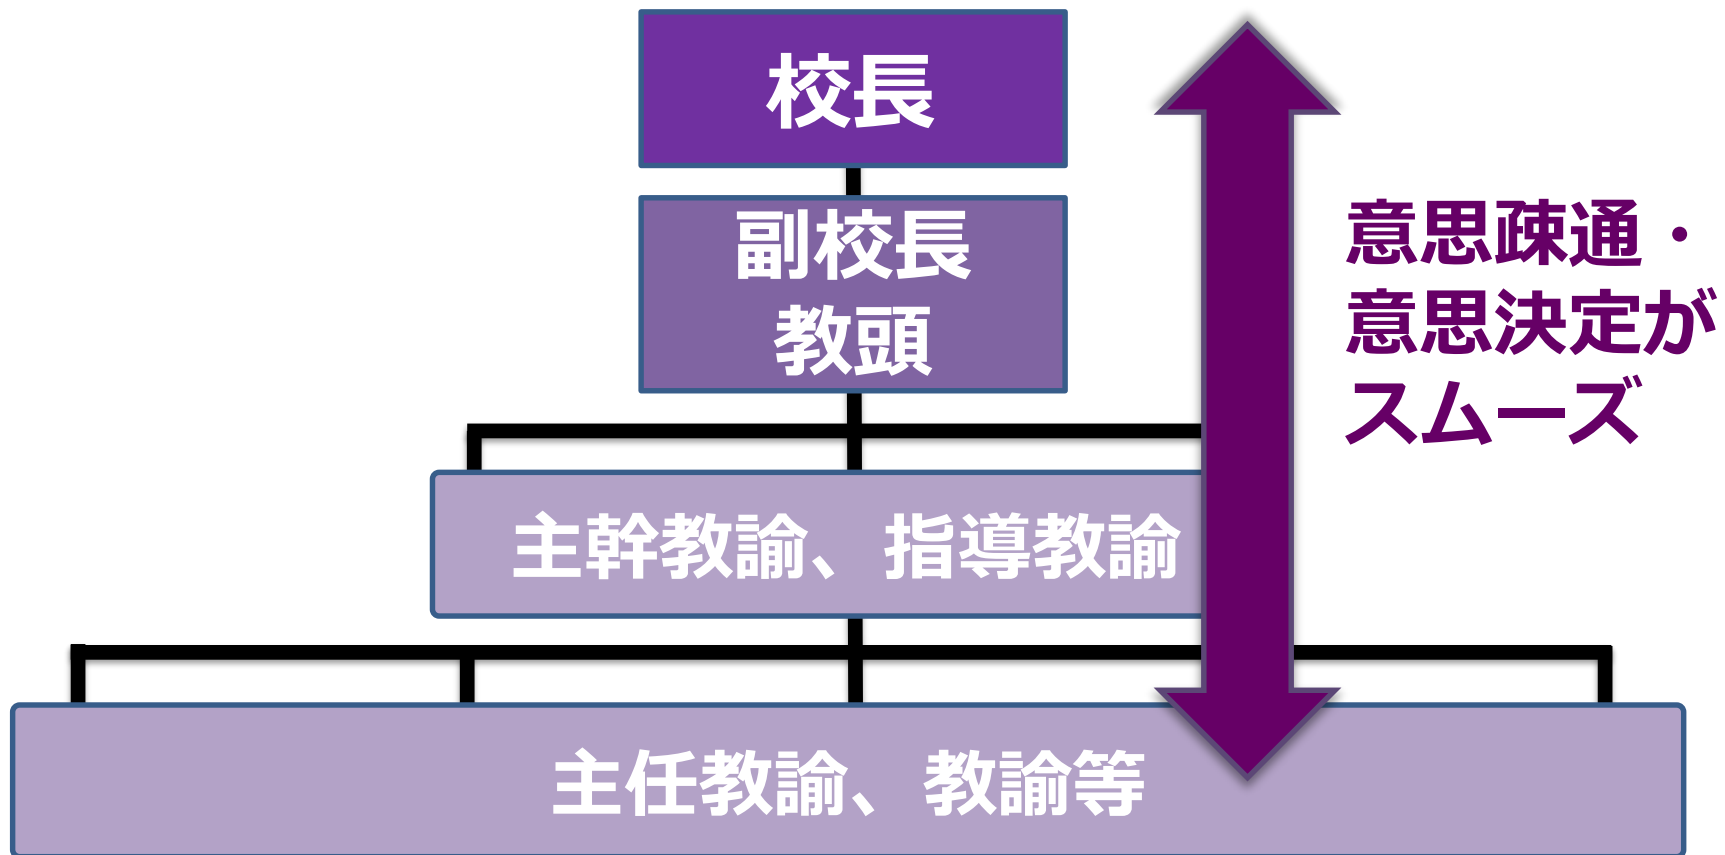 校長
副校長
教頭
意思疎通・
意思決定が
スムーズ
主幹教諭、指導教諭
主任教諭、教諭等